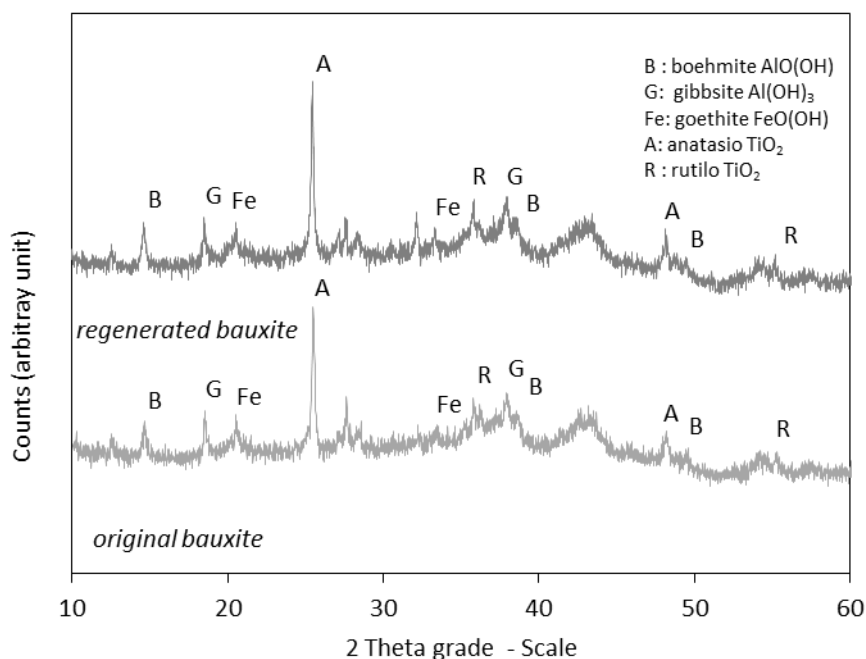 A
B : boehmite AlO(OH)
G: gibbsite Al(OH)₃
Fe: goethite FeO(OH)
A: anatasio TiO₂
R : rutilo TiO₂
B G Fe Fe R G B A B R
regenerated bauxite
A
B G Fe Fe R G B A B R
original bauxite
Counts (arbitray unit)
10 20 30 40 50 60
2 Theta grade - Scale